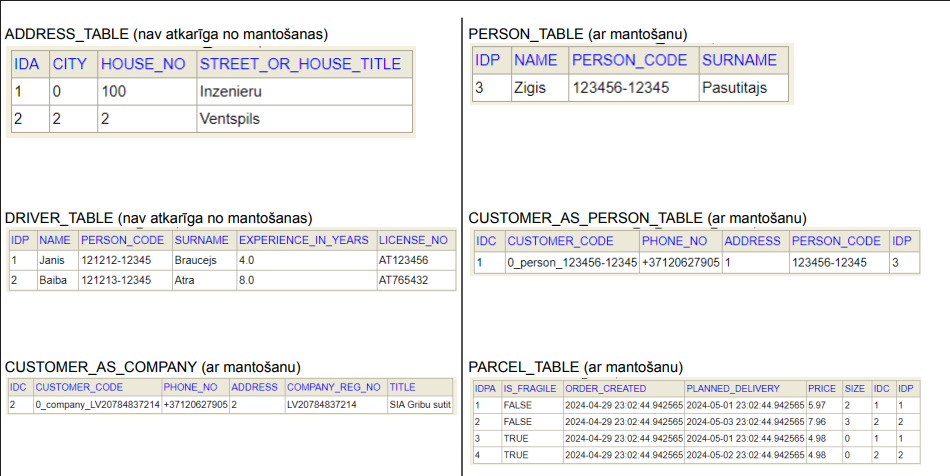 ADDRESS_TABLE (nav atkarīga no mantošanas)
IDA CITY HOUSE_NO STREET_OR_HOUSE_TITLE
1 0 100 Inzenieru
2 2 2 Ventspils
PERSON_TABLE (ar mantošanu)
IDP NAME PERSON_CODE SURNAME
3 Zigis 123456-12345 Pasutitajs
DRIVER_TABLE (nav atkarīga no mantošanas)
IDP NAME PERSON_CODE SURNAME EXPERIENCE_IN_YEARS LICENSE_NO
1 Janis 121212-12345 Braucejs 4.0 AT123456
2 Baiba 121213-12345 Atra 8.0 AT765432
CUSTOMER_AS_PERSON_TABLE (ar mantošanu)
IDC CUSTOMER_CODE PHONE_NO ADDRESS PERSON_CODE IDP
1 0_person_123456-12345 +37120627905 1 123456-12345 3
CUSTOMER_AS_COMPANY (ar mantošanu)
IDC CUSTOMER_CODE PHONE_NO ADDRESS COMPANY_REG_NO TITLE
2 0_company_LV20784837214 +37120627905 2 LV20784837214 SIA Gribu sutit
PARCEL_TABLE (ar mantošanu)
IDPA IS_FRAGILE ORDER_CREATED PLANNED_DELIVERY PRICE SIZE IDC IDP
1 FALSE 2024-04-29 23:02:44.942565 2024-05-01 23:02:44.942565 5.97 2 1 1
2 FALSE 2024-04-29 23:02:44.942565 2024-05-03 23:02:44.942565 7.96 3 2 2
3 TRUE 2024-04-29 23:02:44.942565 2024-05-01 23:02:44.942565 4.98 0 1 1
4 TRUE 2024-04-29 23:02:44.942565 2024-05-02 23:02:44.942565 4.98 0 2 2